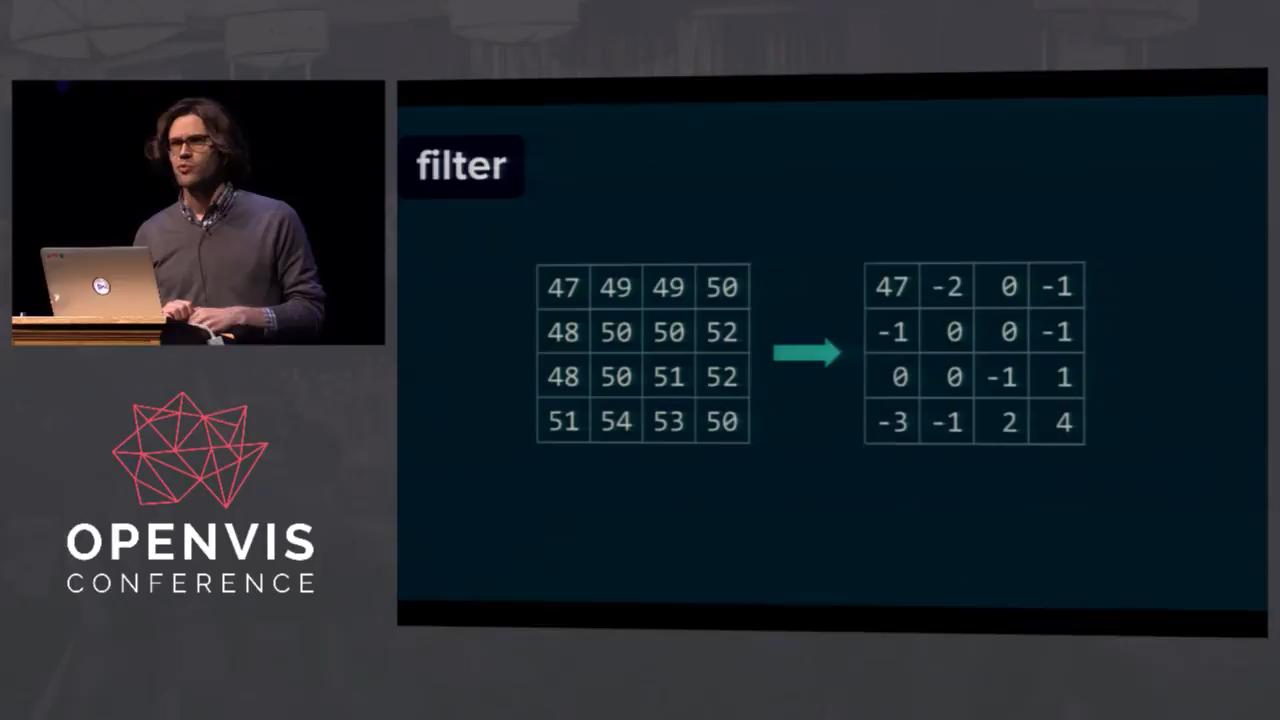 filter
47 49 49 50
48 50 50 52
48 50 51 52
51 54 53 50
47 -2 0 -1
-1 0 0 -1
0 0 -1 1
-3 -1 2 4
OPENVIS
CONFERENCE